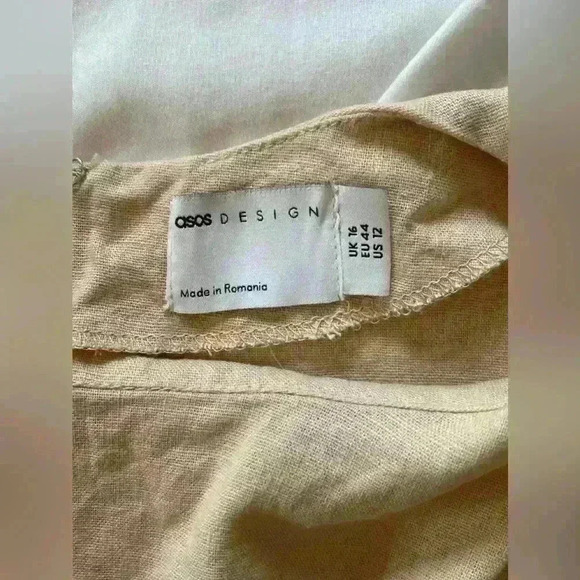 asos DESIGN
Made in Romania
UK 16
EU 44
US 12